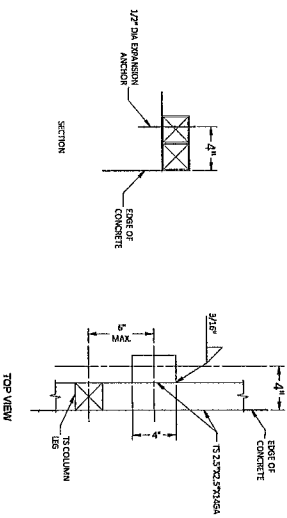 1/2" DIA EXPANSION
ANCHOR
4"
SECTION
EDGE OF
CONCRETE
3/16"
4"
EDGE OF
CONCRETE
6"
MAX.
4"
TS 2.5"X2.5"X14GA
TS COLUMN
LEG
TOP VIEW